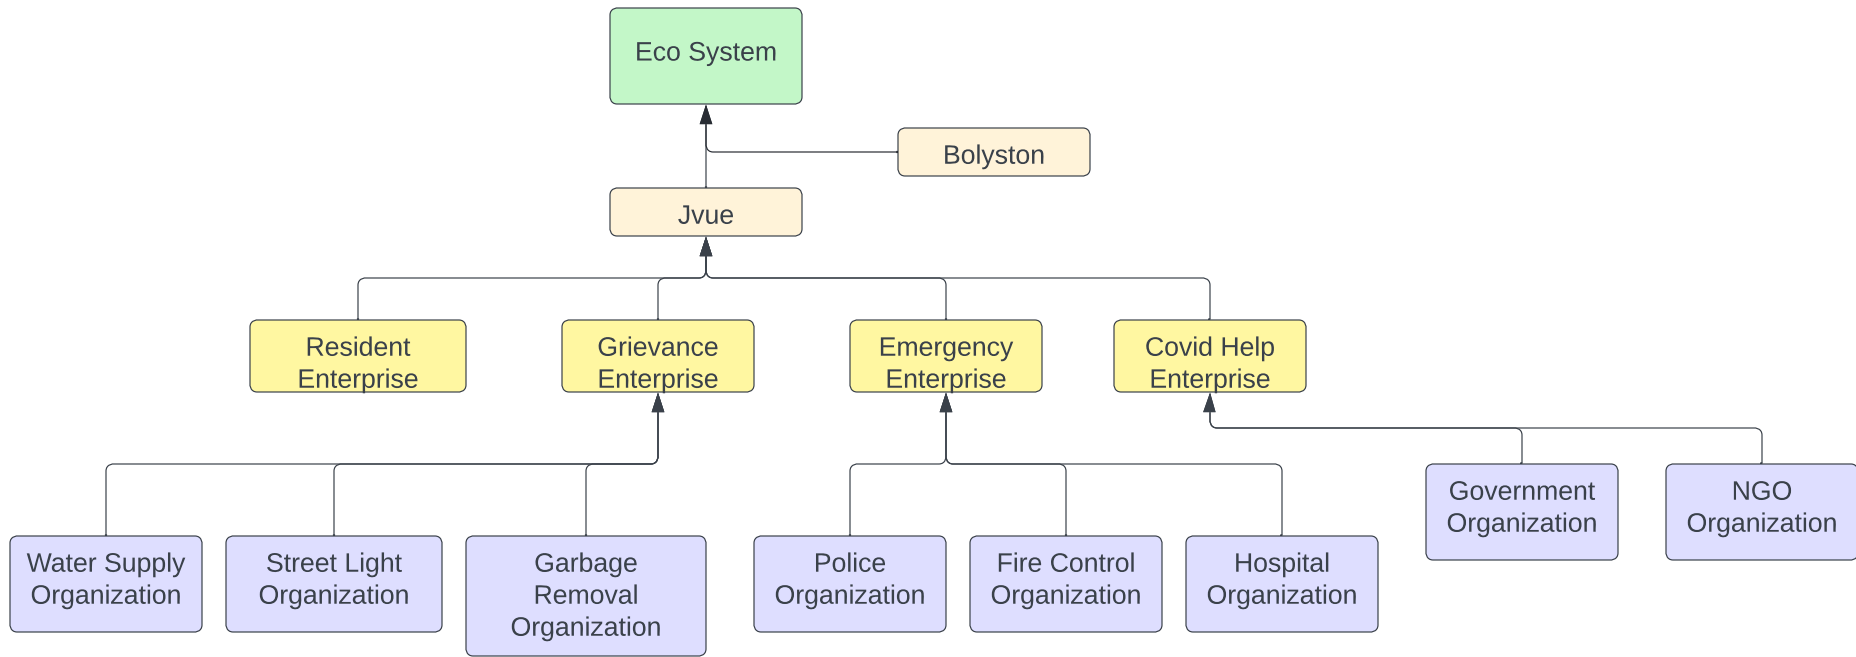 Eco System
Bolyston
Jvue
Resident
Enterprise
Grievance
Enterprise
Emergency
Enterprise
Covid Help
Enterprise
Government
Organization
NGO
Organization
Water Supply
Organization
Street Light
Organization
Garbage
Removal
Organization
Police
Organization
Fire Control
Organization
Hospital
Organization